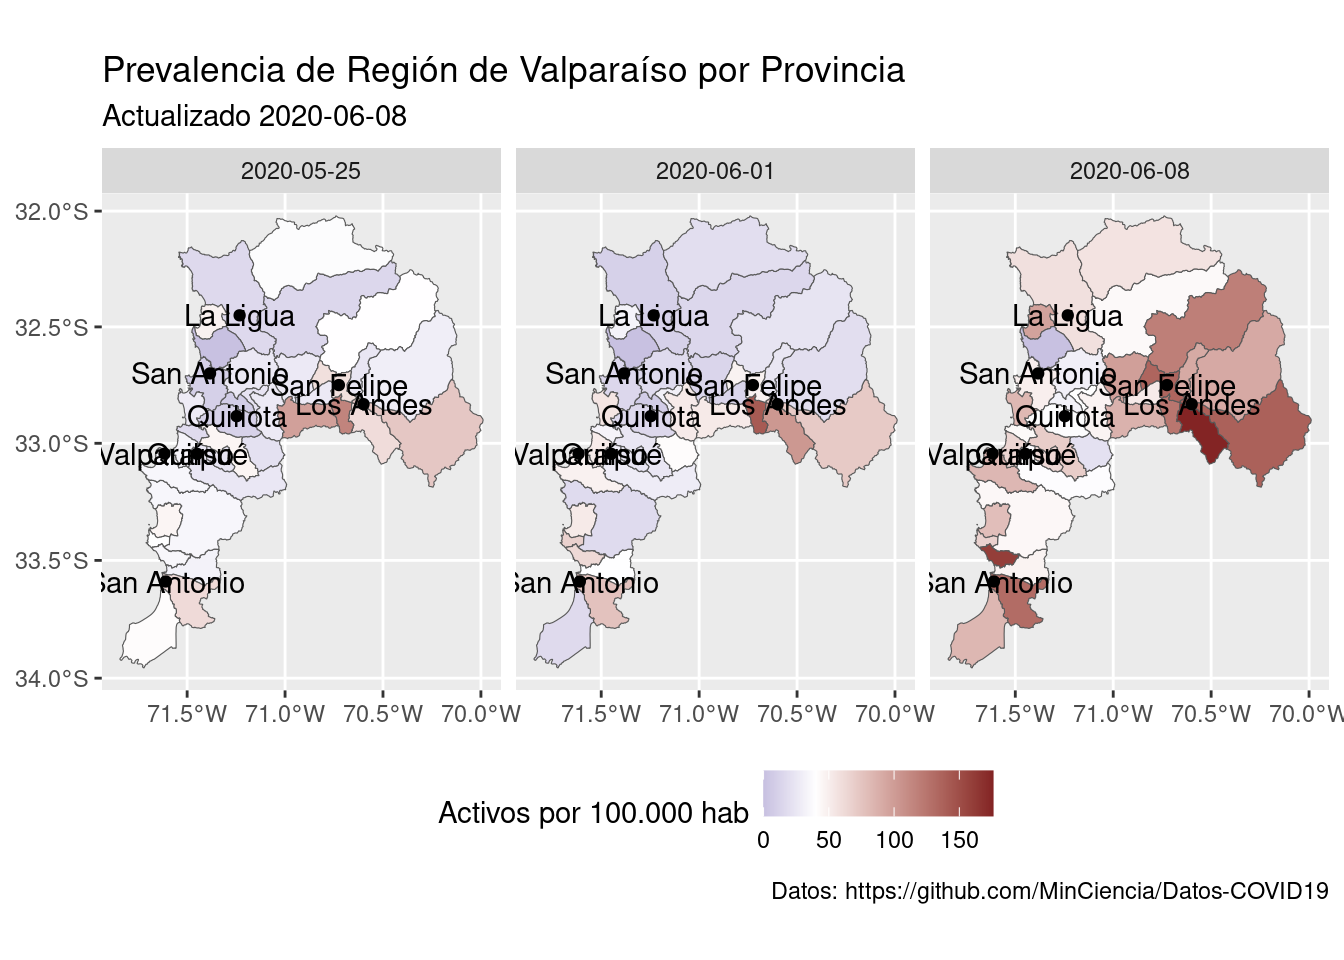 Prevalencia de Región de Valparaíso por Provincia
Actualizado 2020-06-08
2020-05-25 2020-06-01 2020-06-08
32.0°S
32.5°S
33.0°S
33.5°S
34.0°S
La Ligua
San Antonio
San Felipe
Los Andes
Quillota
Valparaíso
Quilpué
San Antonio
La Ligua
San Antonio
San Felipe
Los Andes
Quillota
Valparaíso
Quilpué
San Antonio
La Ligua
San Antonio
San Felipe
Los Andes
Quillota
Valparaíso
Quilpué
San Antonio
71.5°W 71.0°W 70.5°W 70.0°W 71.5°W 71.0°W 70.5°W 70.0°W 71.5°W 71.0°W 70.5°W 70.0°W
Activos por 100.000 hab
0 50 100 150
Datos: https://github.com/MinCiencia/Datos-COVID19